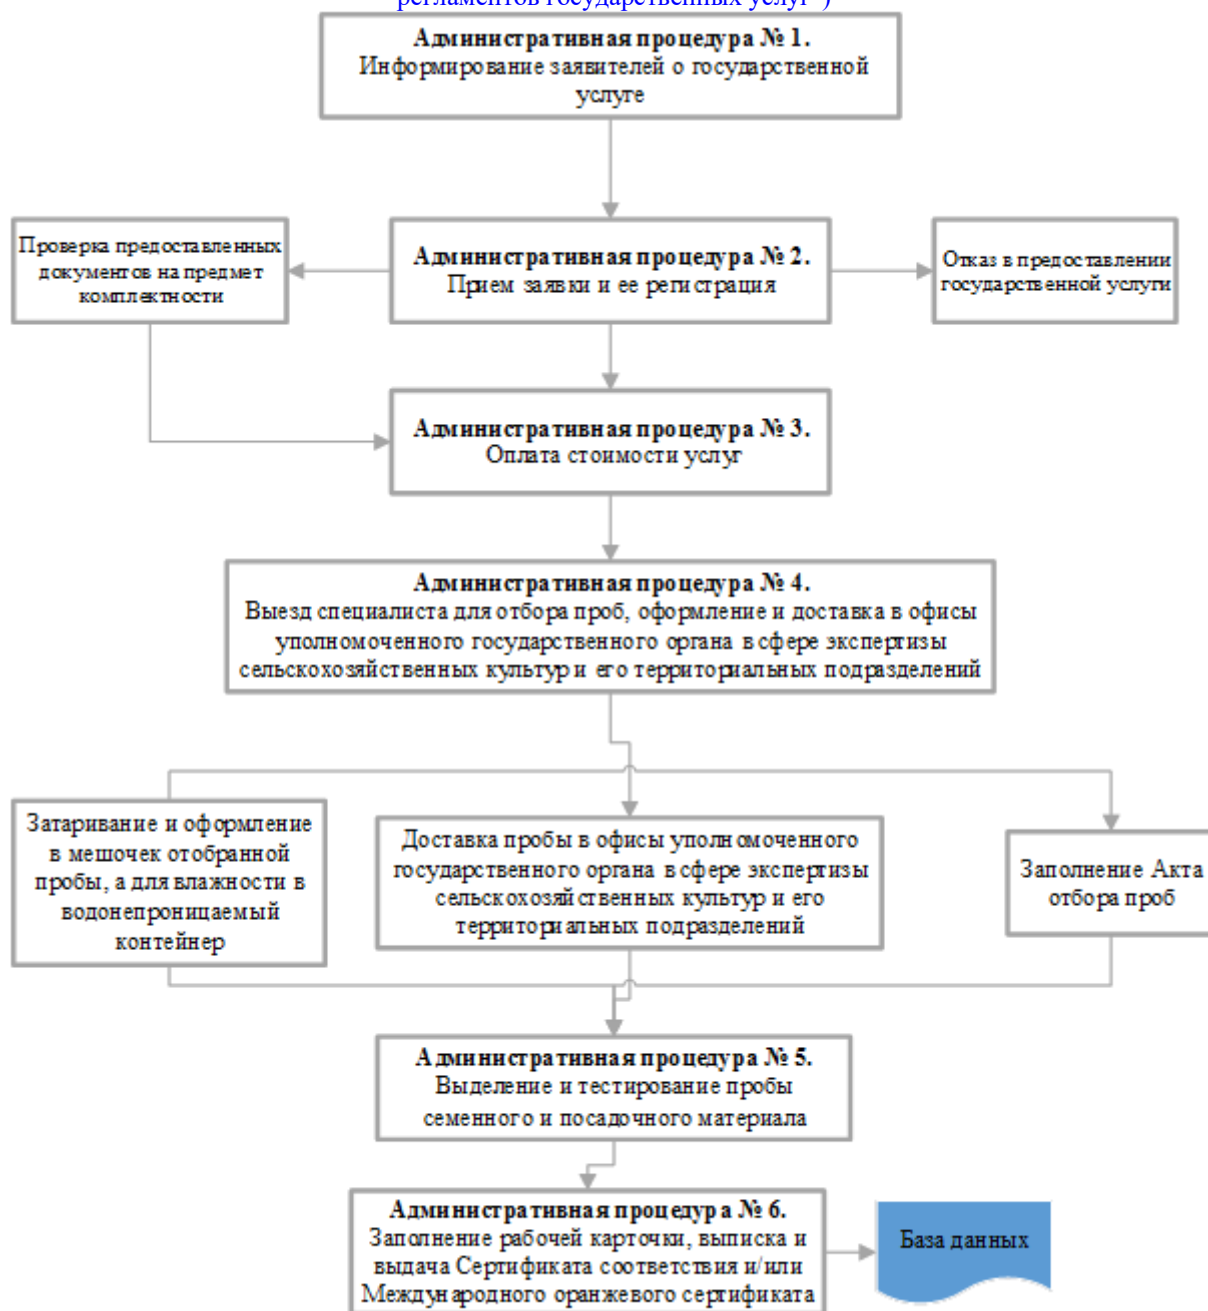 регламентов государственных услуг")
Административная процедура № 1.
Информирование заявителей о государственной
услуге
Проверка предоставленных
документов на предмет
комплектности
Административная процедура № 2.
Прием заявки и ее регистрация
Отказ в предоставлении
государственной услуги
Административная процедура № 3.
Оплата стоимости услуг
Административная процедура № 4.
Выезд специалиста для отбора проб, оформление и доставка в офисы
уполномоченного государственного органа в сфере экспертизы
сельскохозяйственных культур и его территориальных подразделений
Затаривание и оформление
в мешочек отобранной
пробы, а для влажности в
водонепроницаемый
контейнер
Доставка пробы в офисы уполномоченного
государственного органа в сфере экспертизы
сельскохозяйственных культур и его
территориальных подразделений
Заполнение Акта
отбора проб
Административная процедура № 5.
Выделение и тестирование пробы
семенного и посадочного материала
Административная процедура № 6.
Заполнение рабочей карточки, выписка и
выдача Сертификата соответствия и/или
Международного оранжевого сертификата
База данных